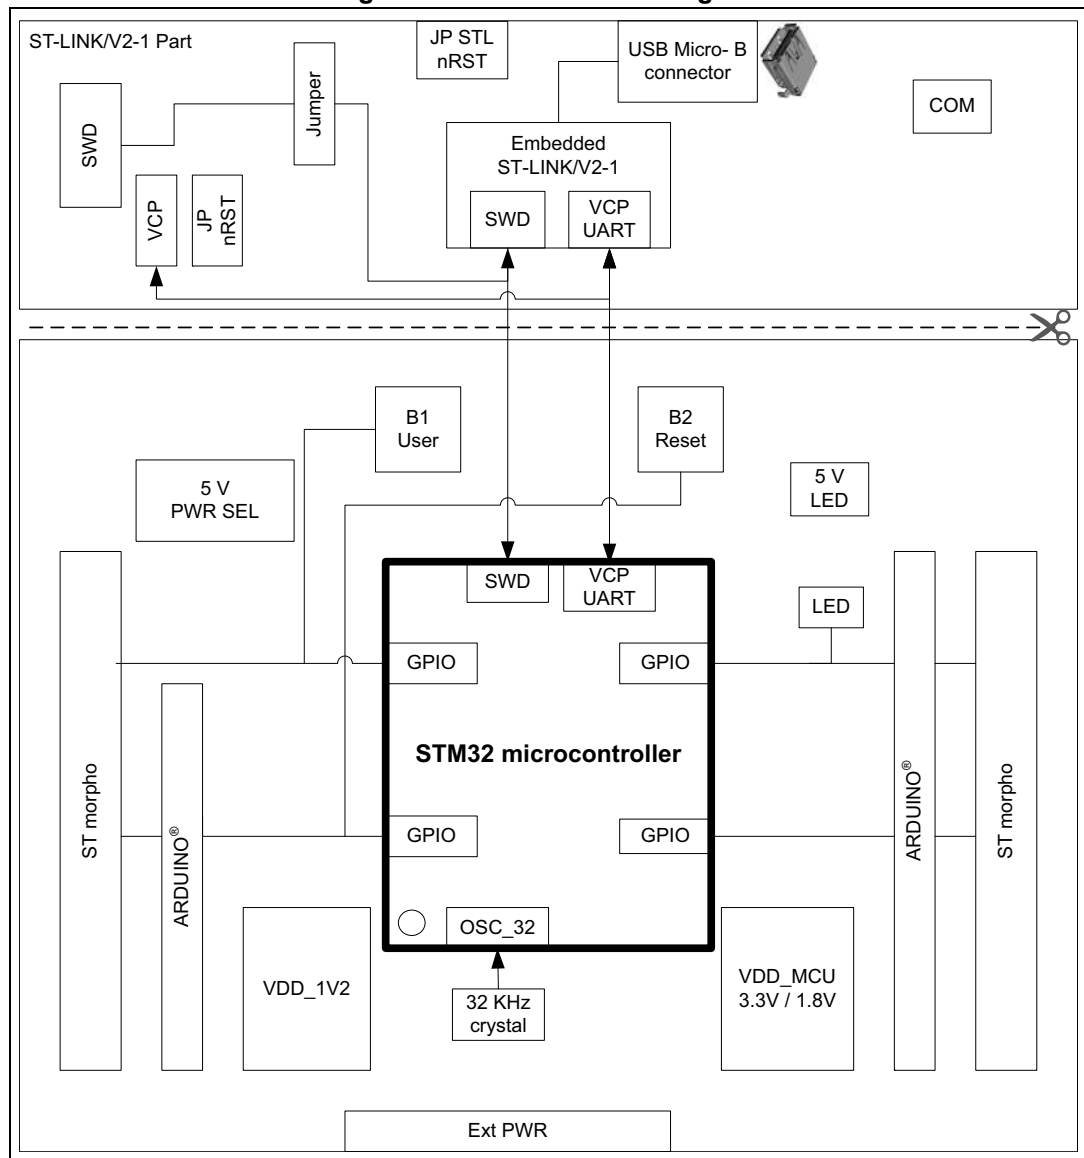 ST-LINK/V2-1 Part
JP STL
nRST
USB Micro- B
connector
COM
SWD
Jumper
Embedded
ST-LINK/V2-1
VCP
JP
nRST
SWD
VCP
UART
B1
User
B2
Reset
5 V
PWR SEL
5 V
LED
SWD
VCP
UART
LED
GPIO
GPIO
STM32 microcontroller
ST morpho
ARDUINO®
GPIO
GPIO
ARDUINO®
ST morpho
OSC_32
VDD_1V2
32 KHz
crystal
VDD_MCU
3.3V / 1.8V
Ext PWR